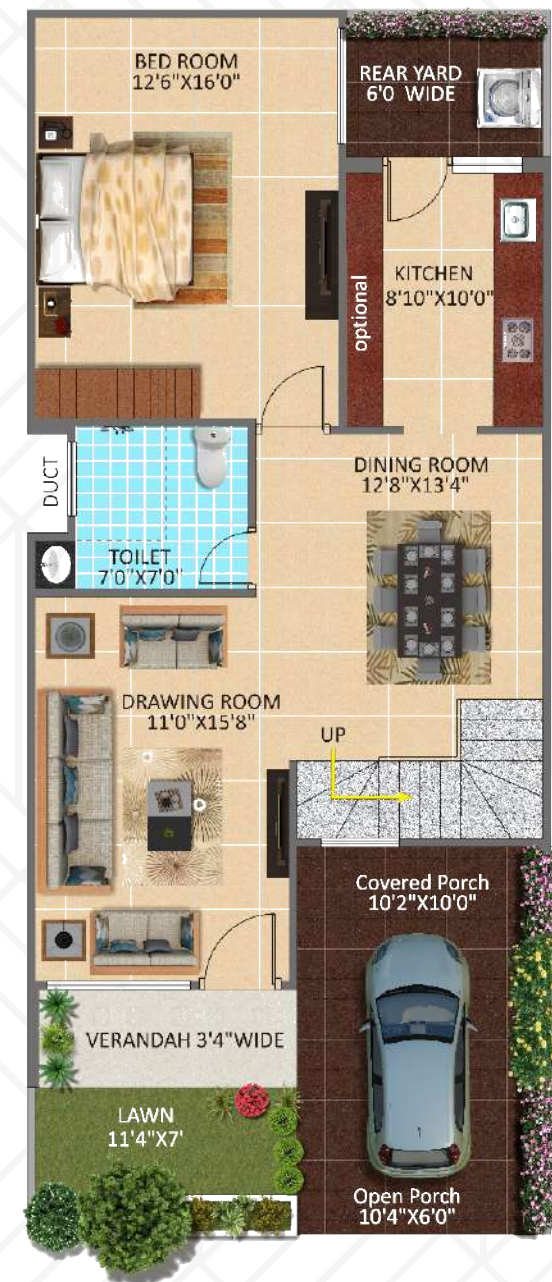 BED ROOM
12'6"X16'0"
REAR YARD
6'0 WIDE
optional
KITCHEN
8'10"X10'0"
DUCT
DINING ROOM
12'8"X13'4"
TOILET
7'0"X7'0"
DRAWING ROOM
11'0"X15'8"
UP
Covered Porch
10'2"X10'0"
VERANDAH 3'4"WIDE
LAWN
11'4"X7'
Open Porch
10'4"X6'0"